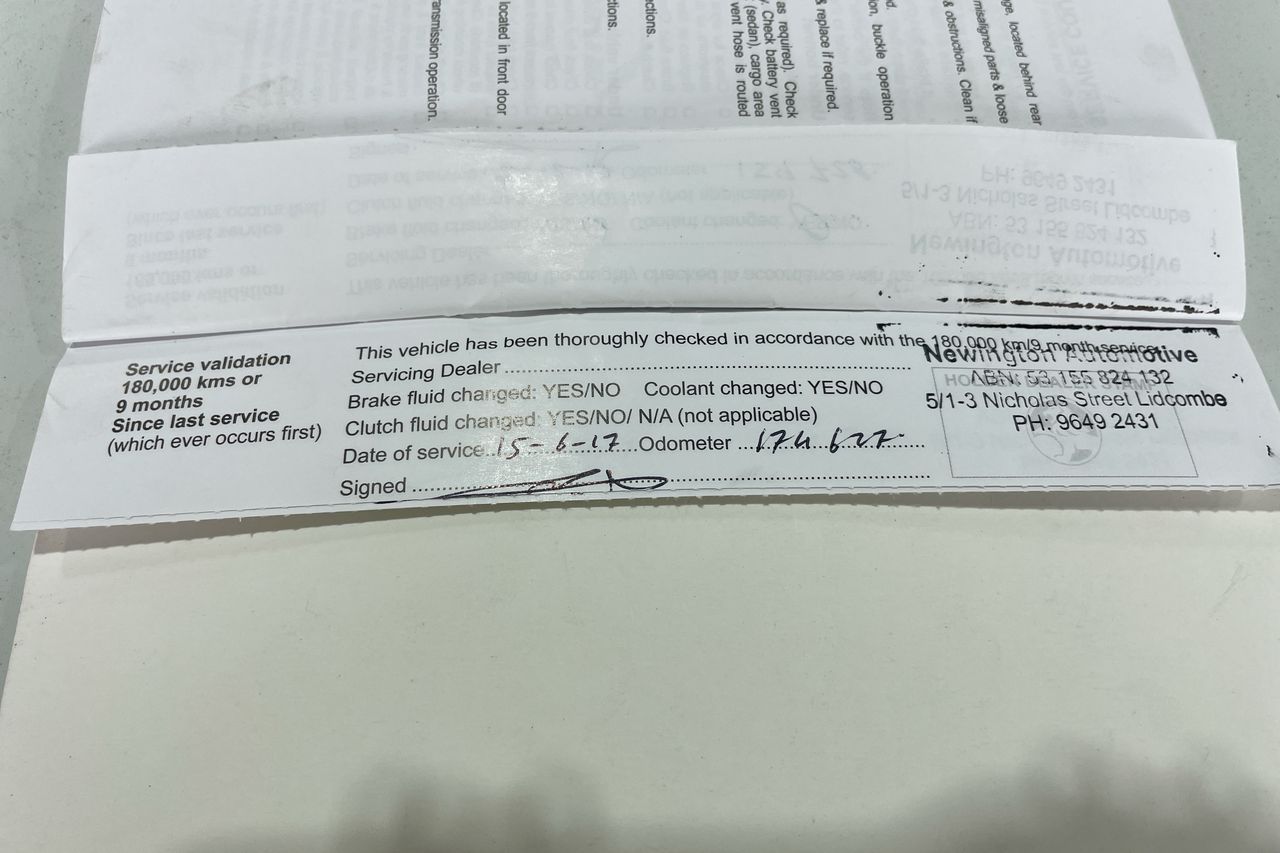 ge, located behind rear
misaligned parts & loose
& obstructions. Clean if
on, buckle operation
& replace if required.
as required). Check
. Check battery vent
(sedan), cargo area
vent hose is routed
ctions.
tions.
located in front door
ansmission operation.
Service validation
180,000 kms or
9 months
Since last service
(which ever occurs first)
This vehicle has been thoroughly checked in accordance with the 180,000 km/9 month service
Servicing Dealer
Brake fluid changed: YES/NO Coolant changed: YES/NO
Clutch fluid changed: YES/NO/ N/A (not applicable)
Date of service 15-6-17 Odometer 174 627
Signed
Newington Automotive
ABN: 53 155 824 132
5/1-3 Nicholas Street Lidcombe
PH: 9649 2431